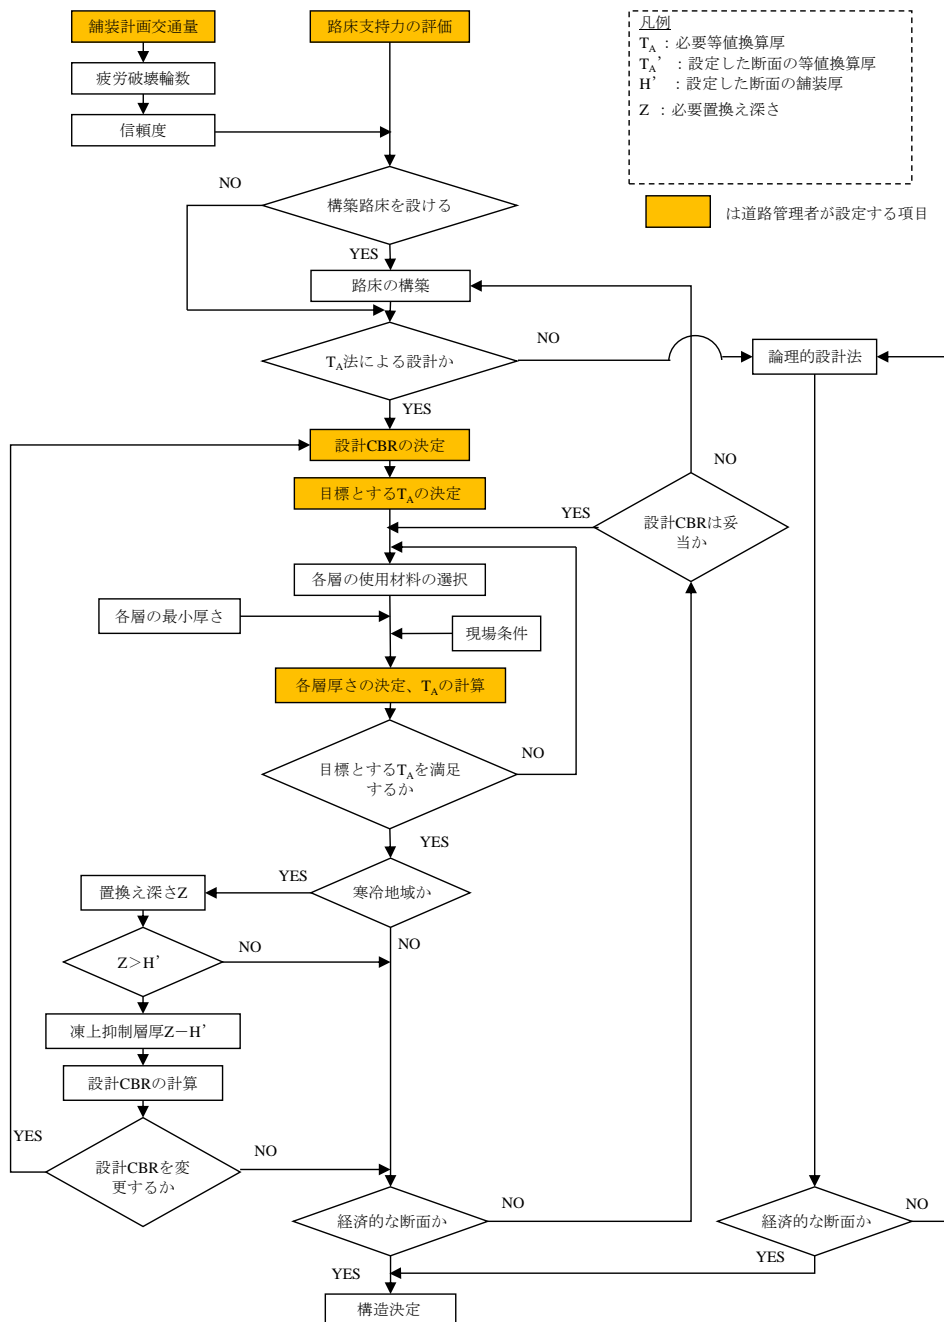 舗装計画交通量
路床支持力の評価
凡例
TA：必要等値換算厚
TA'：設定した断面の等値換算厚
H'：設定した断面の舗装厚
Z ：必要置換え深さ
疲労破壊輪数
信頼度
NO
構築路床を設ける
は道路管理者が設定する項目
YES
路床の構築
NO
TA法による設計か
論理的設計法
YES
設計CBRの決定
NO
目標とするTAの決定
YES
設計CBRは妥
当か
各層の使用材料の選択
各層の最小厚さ
現場条件
各層厚さの決定、TAの計算
NO
目標とするTAを満足
するか
YES
YES
置換え深さZ
寒冷地域か
NO
NO
Z＞H'
凍上抑制層厚Z－H'
設計CBRの計算
YES
NO
設計CBRを変
更するか
NO
NO
経済的な断面か
経済的な断面か
YES
YES
構造決定